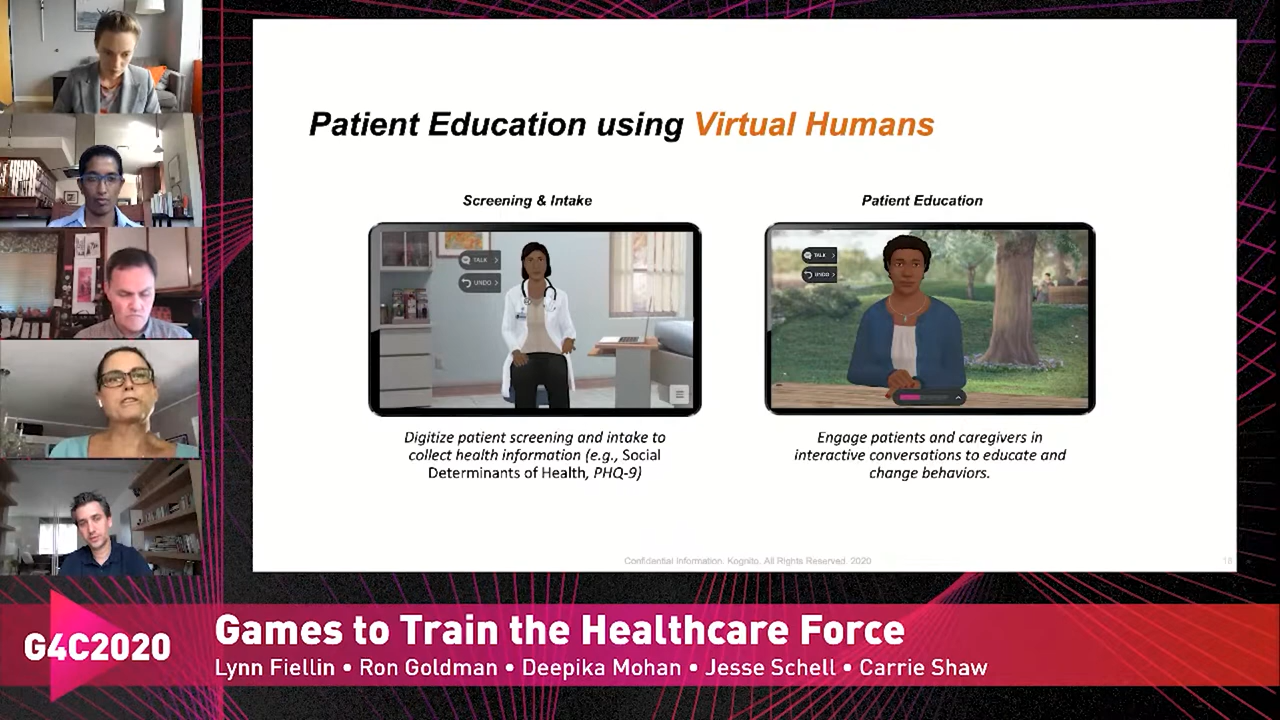 Patient Education using Virtual Humans
Screening & Intake
Patient Education
TALK
UNDO
TALK
UNDO
Digitize patient screening and intake to
collect health information (e.g., Social
Determinants of Health, PHQ-9)
Engage patients and caregivers in
interactive conversations to educate and
change behaviors.
Confidential Information. Kognito. All Rights Reserved. 2020
18
G4C2020
Games to Train the Healthcare Force
Lynn Fiellin • Ron Goldman • Deepika Mohan • Jesse Schell • Carrie Shaw